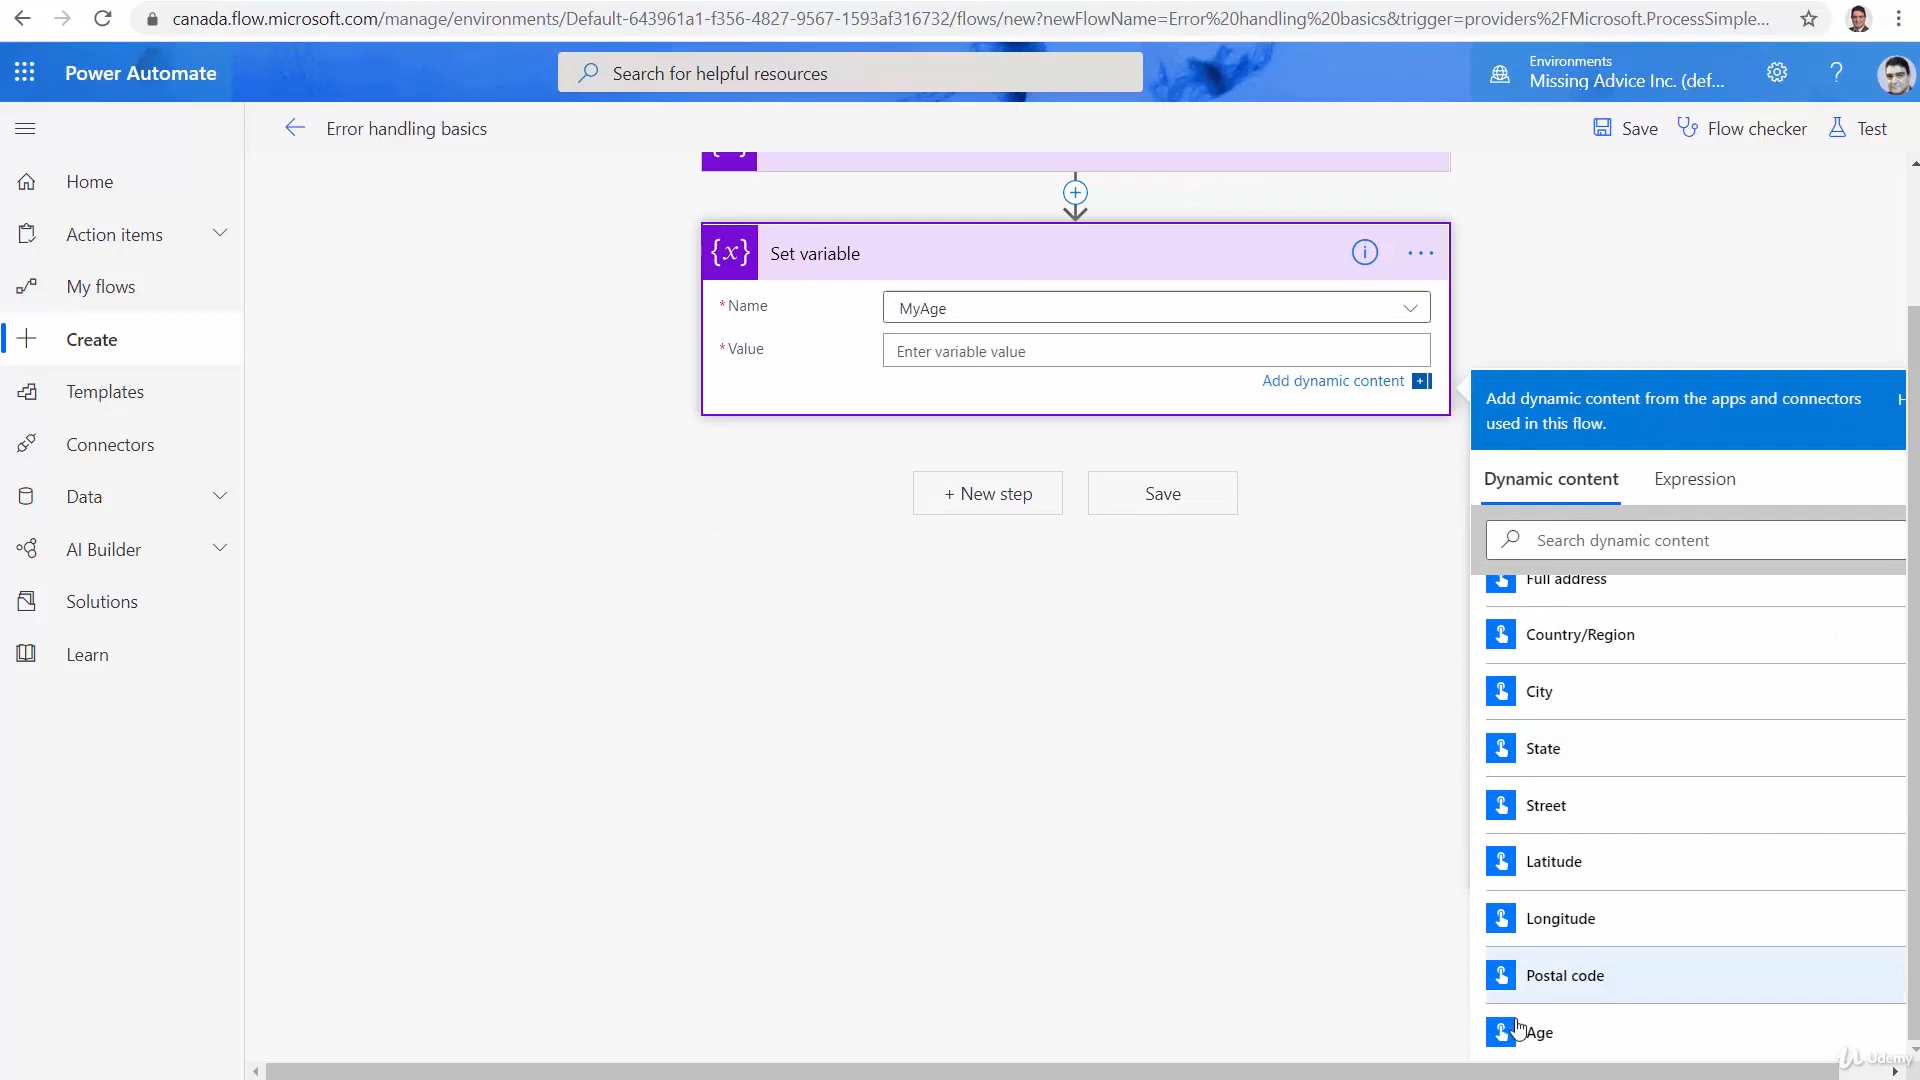 canada.flow.microsoft.com/manage/environments/Default-643961a1-f356-4827-9567-1593af316732/flows/new?newFlowName=Error%20handling%20basics&trigger=providers%2FMicrosoft.ProcessSimple...
Power Automate
Search for helpful resources
Environments
Missing Advice Inc. (def...
Error handling basics
Save
Flow checker
Test
Home
Action items
My flows
Create
Templates
Connectors
Data
AI Builder
Solutions
Learn
{x} Set variable
* Name
MyAge
* Value
Enter variable value
Add dynamic content
+ New step
Save
Add dynamic content from the apps and connectors
used in this flow.
Dynamic content
Expression
Search dynamic content
Full address
Country/Region
City
State
Street
Latitude
Longitude
Postal code
Age
Udemy